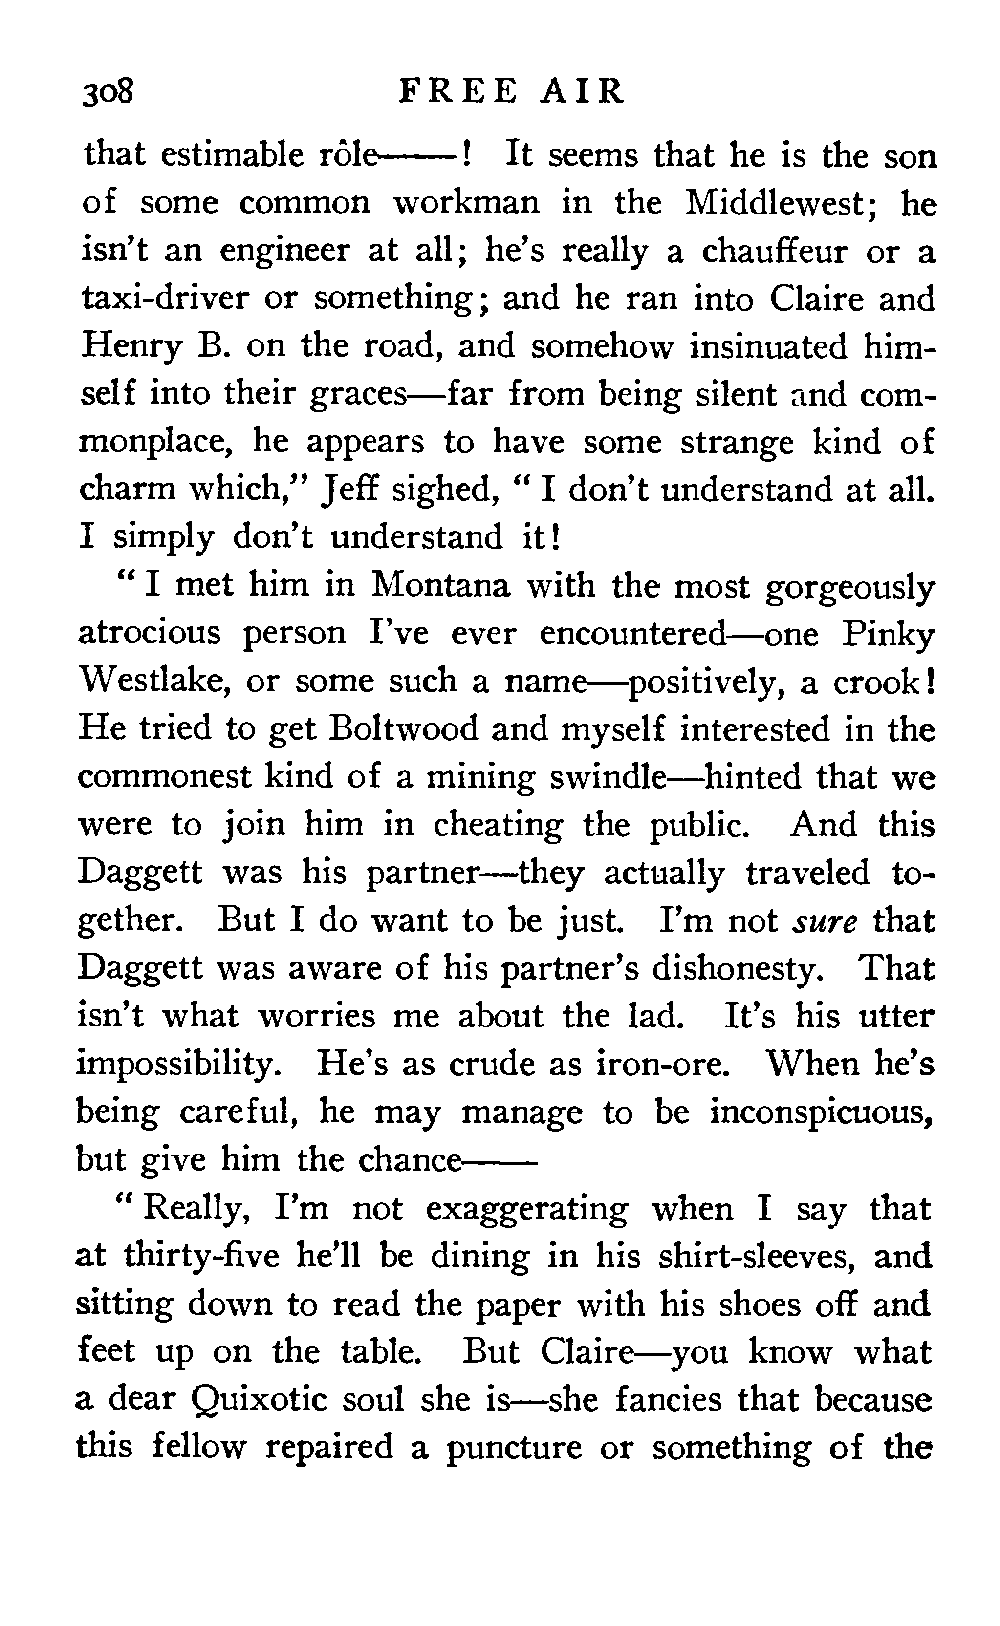 308 FREE AIR
that estimable rôle——! It seems that he is the son
of some common workman in the Middlewest; he
isn't an engineer at all; he's really a chauffeur or a
taxi-driver or something; and he ran into Claire and
Henry B. on the road, and somehow insinuated him-
self into their graces—far from being silent and com-
monplace, he appears to have some strange kind of
charm which," Jeff sighed, "I don't understand at all.
I simply don't understand it!
"I met him in Montana with the most gorgeously
atrocious person I've ever encountered—one Pinky
Westlake, or some such a name—positively, a crook!
He tried to get Boltwood and myself interested in the
commonest kind of a mining swindle—hinted that we
were to join him in cheating the public. And this
Daggett was his partner—they actually traveled to-
gether. But I do want to be just. I'm not sure that
Daggett was aware of his partner's dishonesty. That
isn't what worries me about the lad. It's his utter
impossibility. He's as crude as iron-ore. When he's
being careful, he may manage to be inconspicuous,
but give him the chance——
"Really, I'm not exaggerating when I say that
at thirty-five he'll be dining in his shirt-sleeves, and
sitting down to read the paper with his shoes off and
feet up on the table. But Claire—you know what
a dear Quixotic soul she is—she fancies that because
this fellow repaired a puncture or something of the